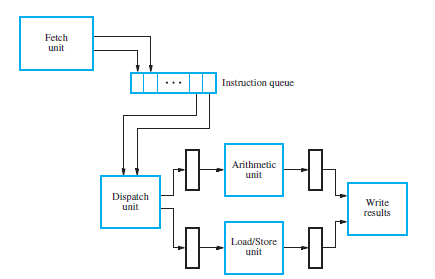 Fetch
unit
...
Instruction queue
Arithmetic
unit
Dispatch
unit
Write
results
Load/Store
unit